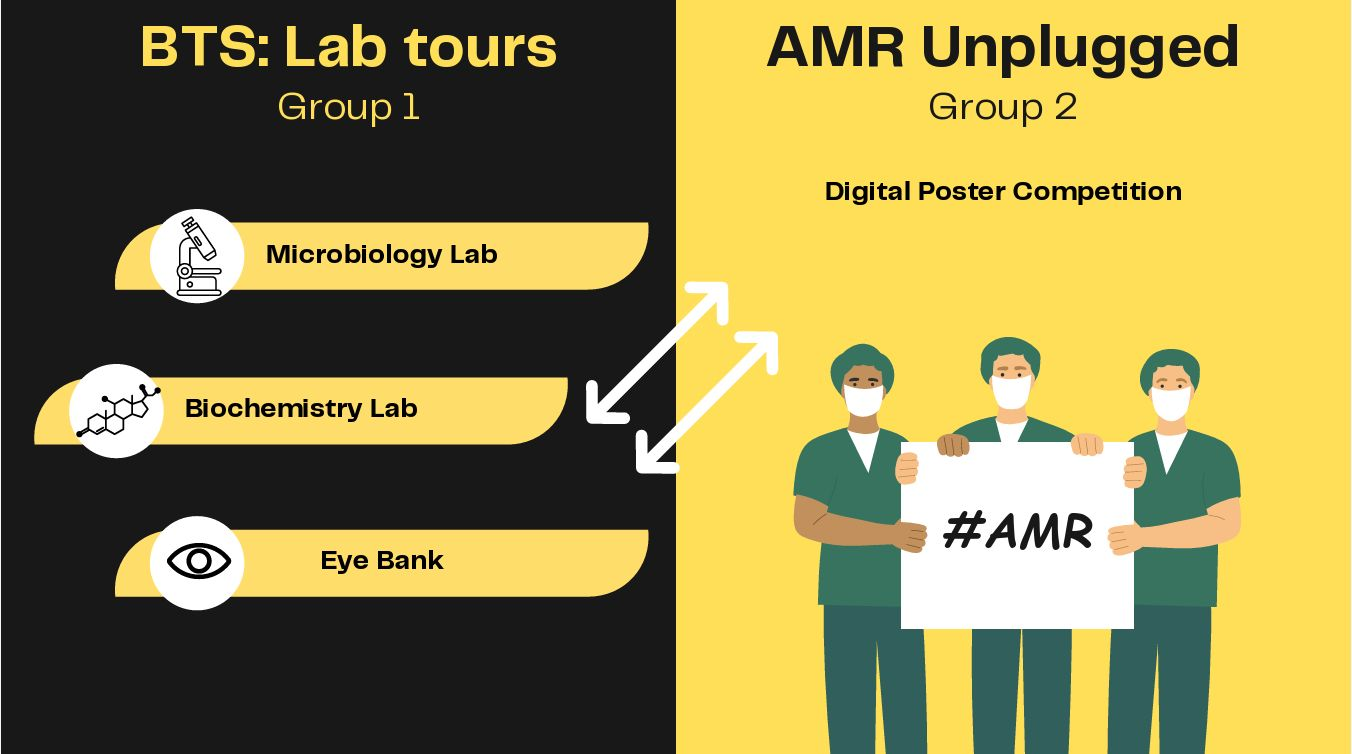 BTS: Lab tours
Group 1
Microbiology Lab
Biochemistry Lab
Eye Bank
AMR Unplugged
Group 2
Digital Poster Competition
#AMR